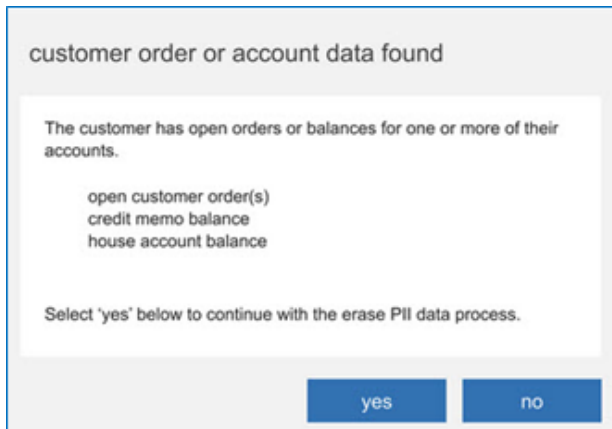 customer order or account data found
The customer has open orders or balances for one or more of their
accounts.
open customer order(s)
credit memo balance
house account balance
Select 'yes' below to continue with the erase PII data process.
yes
no